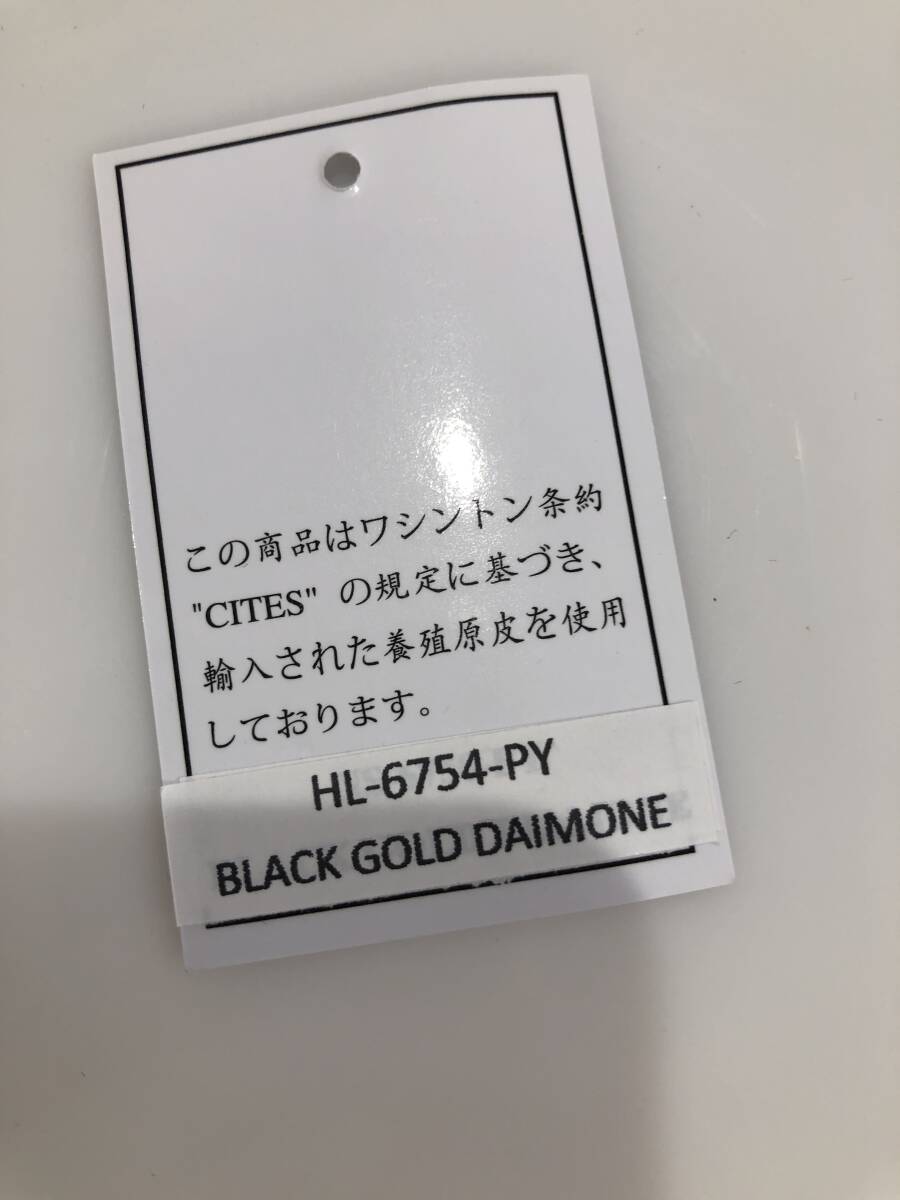 この商品はワシントン条約
"CITES" の規定に基づき、
輸入された養殖原皮を使用
しております。
HL-6754-PY
BLACK GOLD DAIMONE